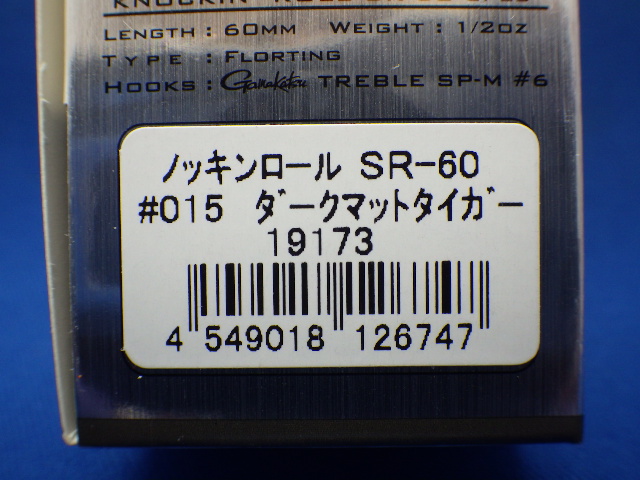 LENGTH : 60MM WEIGHT : 1/2OZ
TYPE : FLORTING
HOOKS : Gamakatsu TREBLE SP-M #6
ノッキンロール SR-60
#015 ダークマットタイガー
19173
4 549018 126747